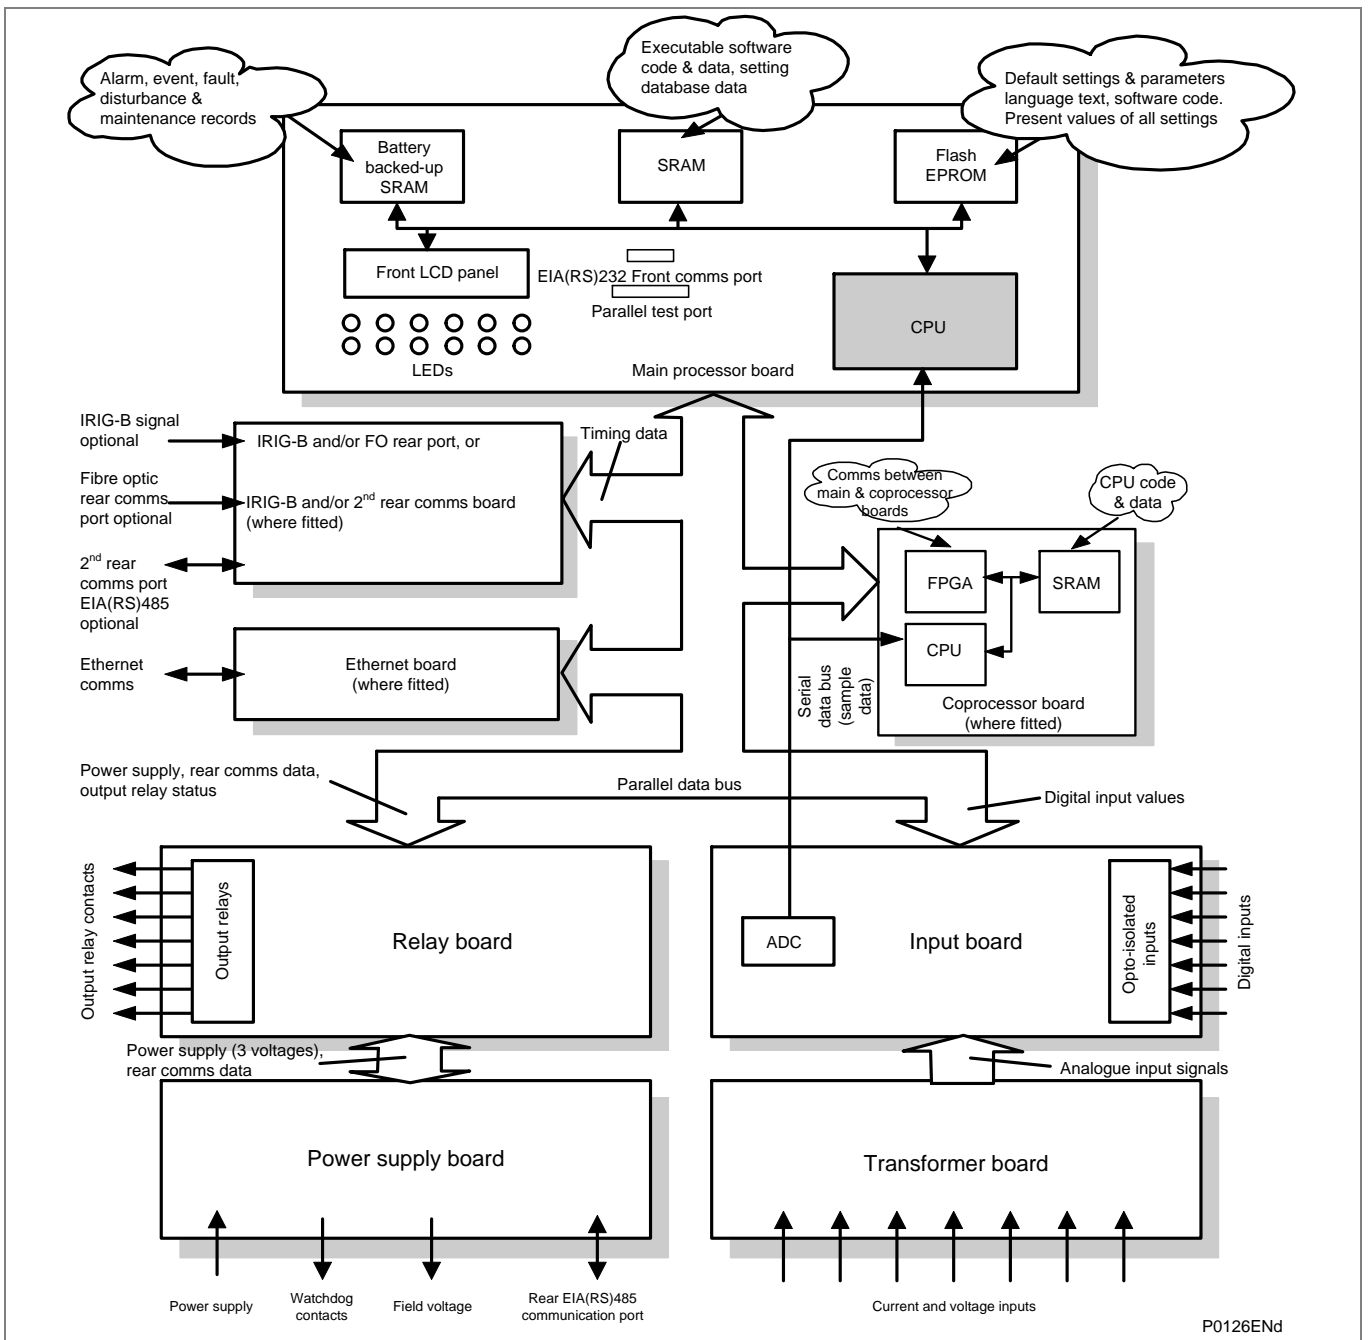 Alarm, event, fault,
disturbance &
maintenance records
Executable software
code & data, setting
database data
Default settings & parameters
language text, software code.
Present values of all settings
Battery
backed-up
SRAM
SRAM
Flash
EPROM
Front LCD panel
EIA(RS)232 Front comms port
Parallel test port
CPU
LEDs
Main processor board
IRIG-B signal
optional
IRIG-B and/or FO rear port, or
Timing data
Fibre optic
rear comms
port optional
IRIG-B and/or 2nd rear comms board
(where fitted)
Comms between
main & coprocessor
boards
CPU code
& data
2nd rear
comms port
EIA(RS)485
optional
FPGA
SRAM
CPU
Ethernet
comms
Ethernet board
(where fitted)
Serial
data bus
(sample
data)
Coprocessor board
(where fitted)
Power supply, rear comms data,
output relay status
Parallel data bus
Digital input values
Output relay contacts
Output relays
Relay board
ADC
Input board
Opto-isolated
inputs
Digital inputs
Power supply (3 voltages),
rear comms data
Analogue input signals
Power supply board
Transformer board
Power supply
Watchdog
contacts
Field voltage
Rear EIA(RS)485
communication port
Current and voltage inputs
P0126ENd